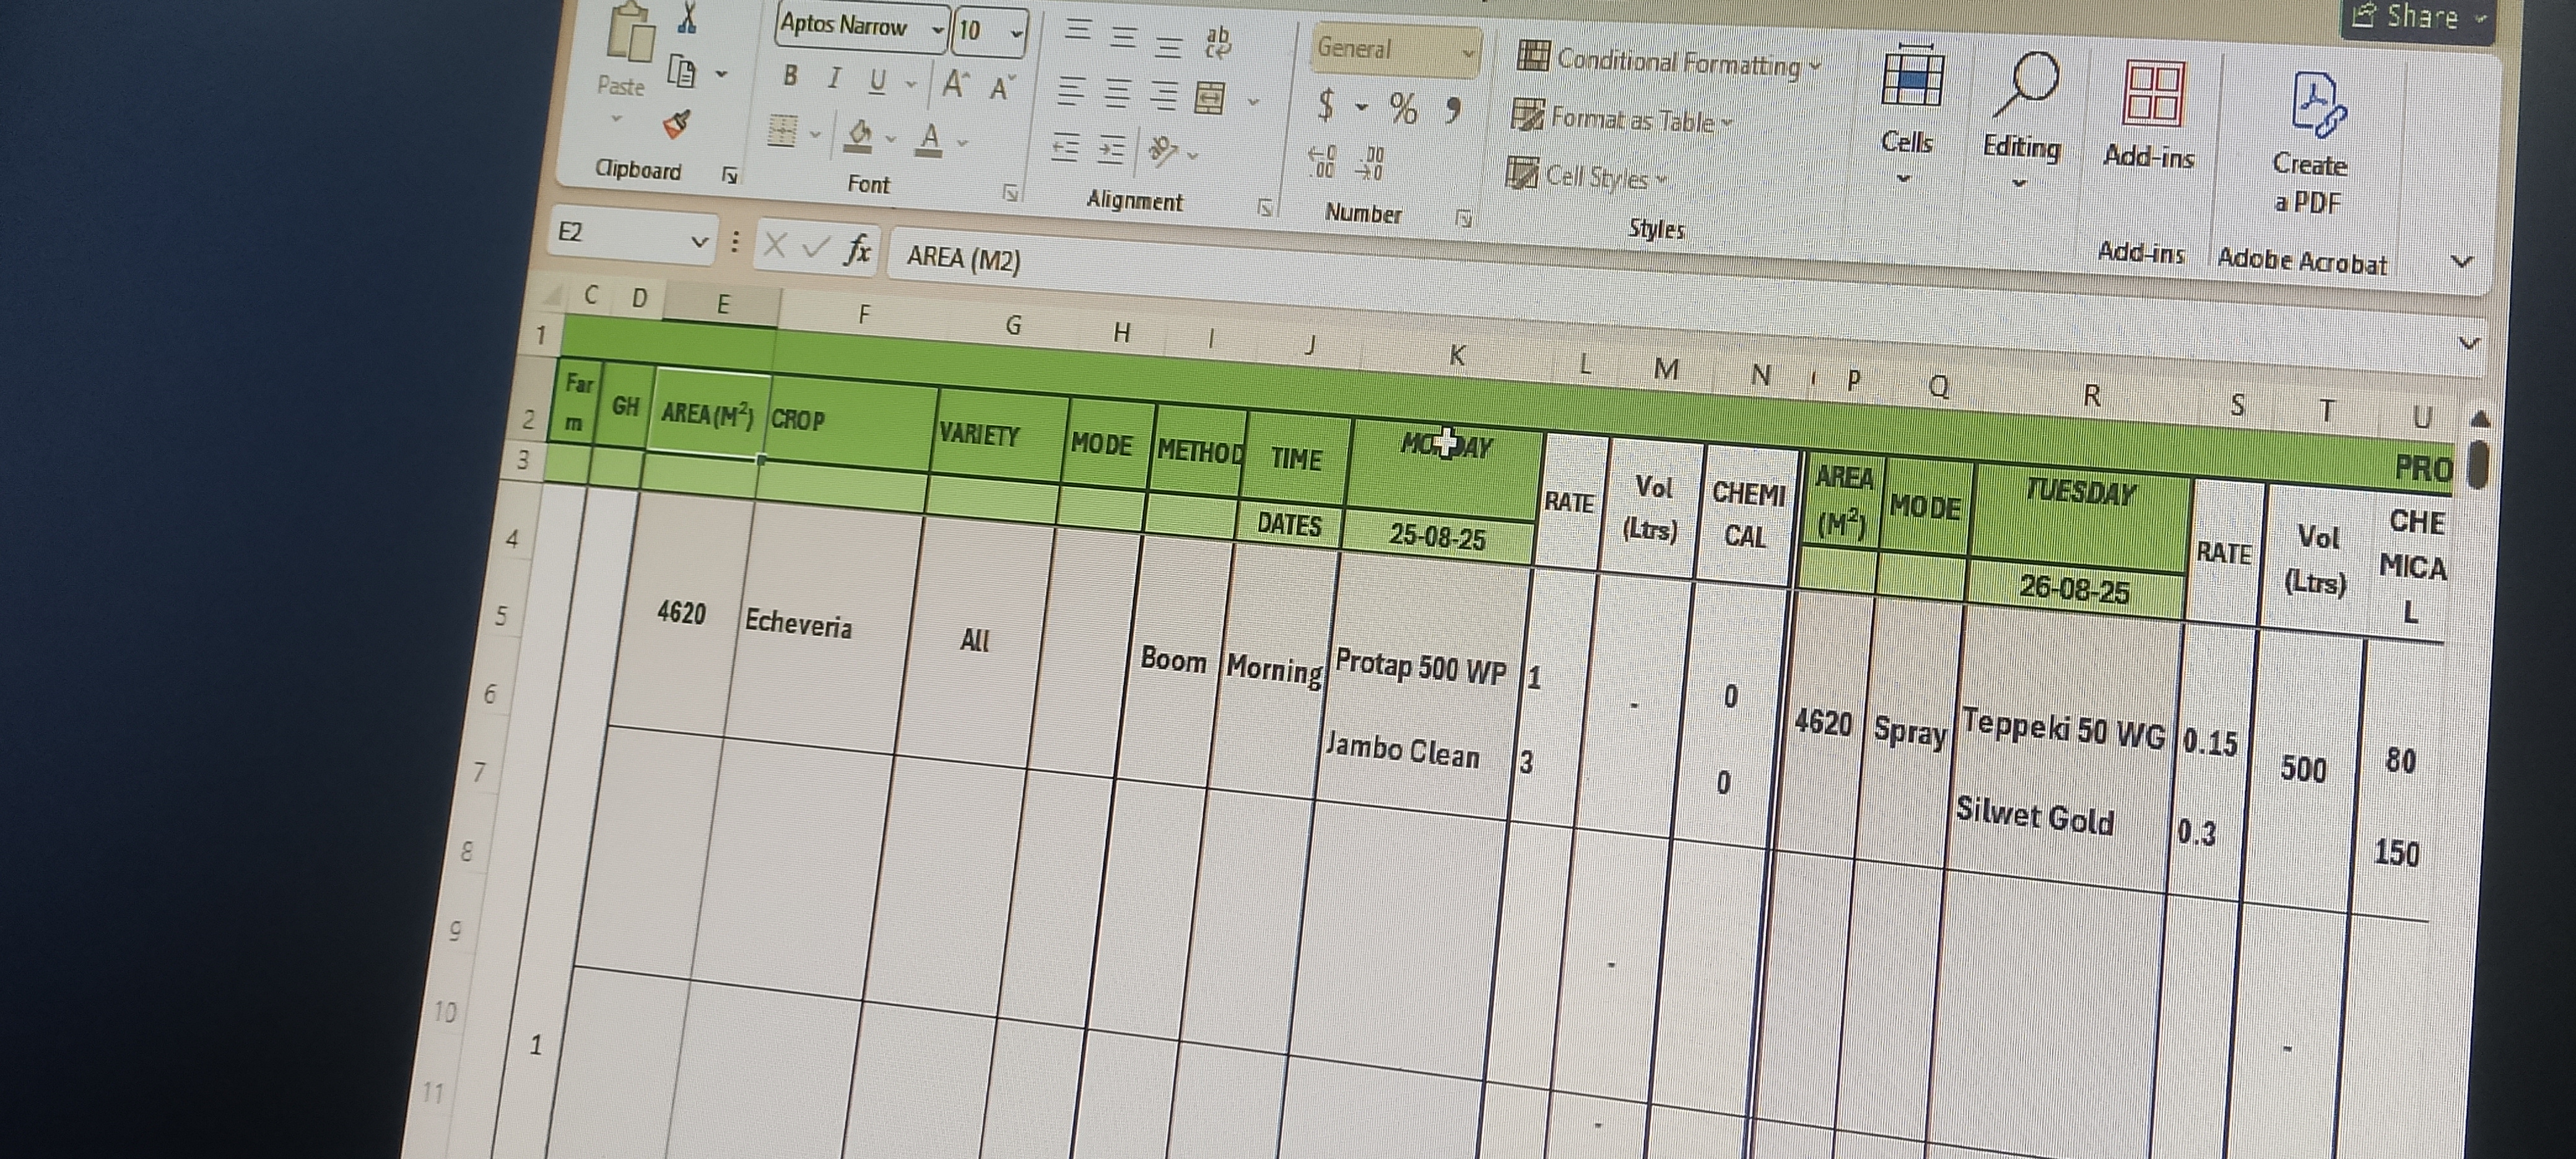 Share
Aptos Narrow 10
General
Conditional Formatting
Paste
B I U A A
$ % 9
Format as Table
Cell Styles
Cells
Editing
Add-ins
Create
a PDF
Clipboard
Font
Alignment
Number
Styles
Add-ins
Adobe Acrobat
E2
fx
AREA (M2)
C D E F G H I J K L M N P Q R S T U
1
PRO
2
Far
m
GH
AREA(M²)
CROP
VARIETY
MODE
METHOD
TIME
RATE
Vol
(Ltrs)
CHEMI
CAL
AREA
(M²)
MODE
TUESDAY
RATE
Vol
(Ltrs)
CHE
MICA
L
3
DATES
25-08-25
26-08-25
4
5
4620
Echeveria
All
Boom
Morning
Protap 500 WP
1
-
0
4620
Spray
Teppeki 50 WG
0.15
500
80
6
Jambo Clean
3
0
Silwet Gold
0.3
150
7
8
9
-
-
10
1
11
-